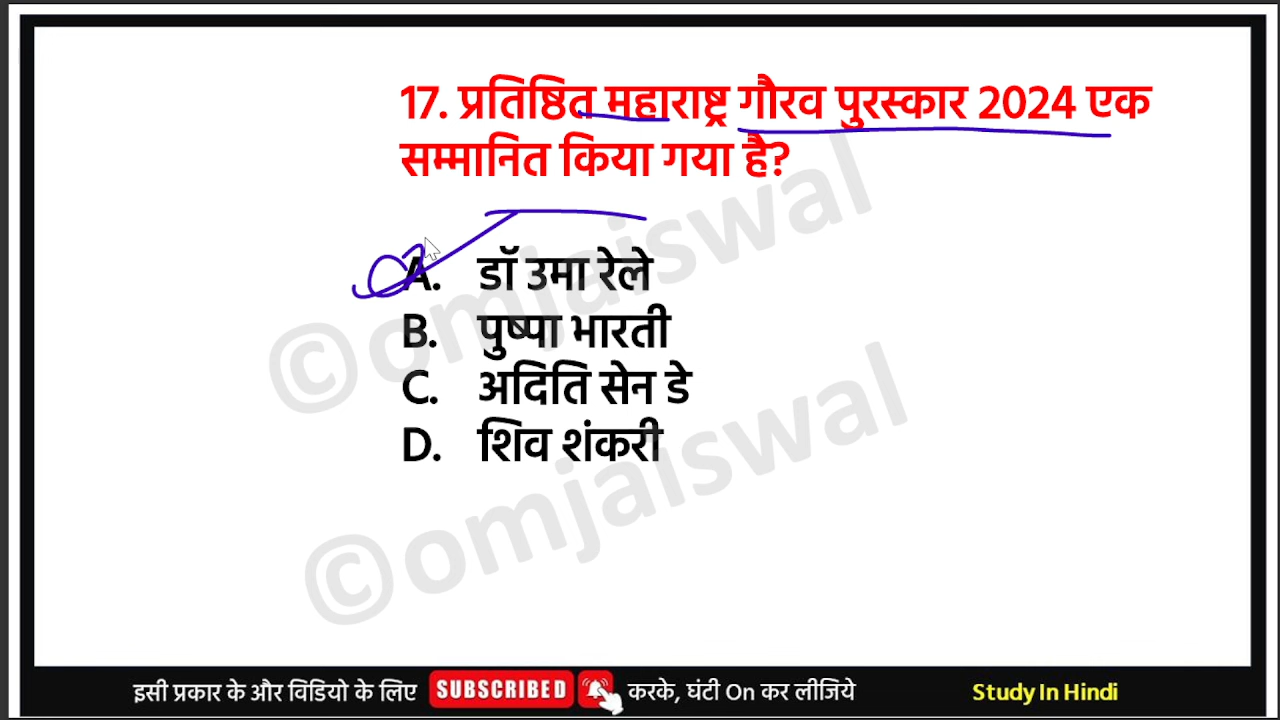 17. प्रतिष्ठित महाराष्ट्र गौरव पुरस्कार 2024 एक
सम्मानित किया गया है?
A. डॉ उमा रेले
B. पुष्पा भारती
C. अदिति सेन डे
D. शिव शंकरी
©omjaiswal
©omjaiswal
इसी प्रकार के और विडियो के लिए SUBSCRIBED करके, घंटी On कर लीजिये Study In Hindi